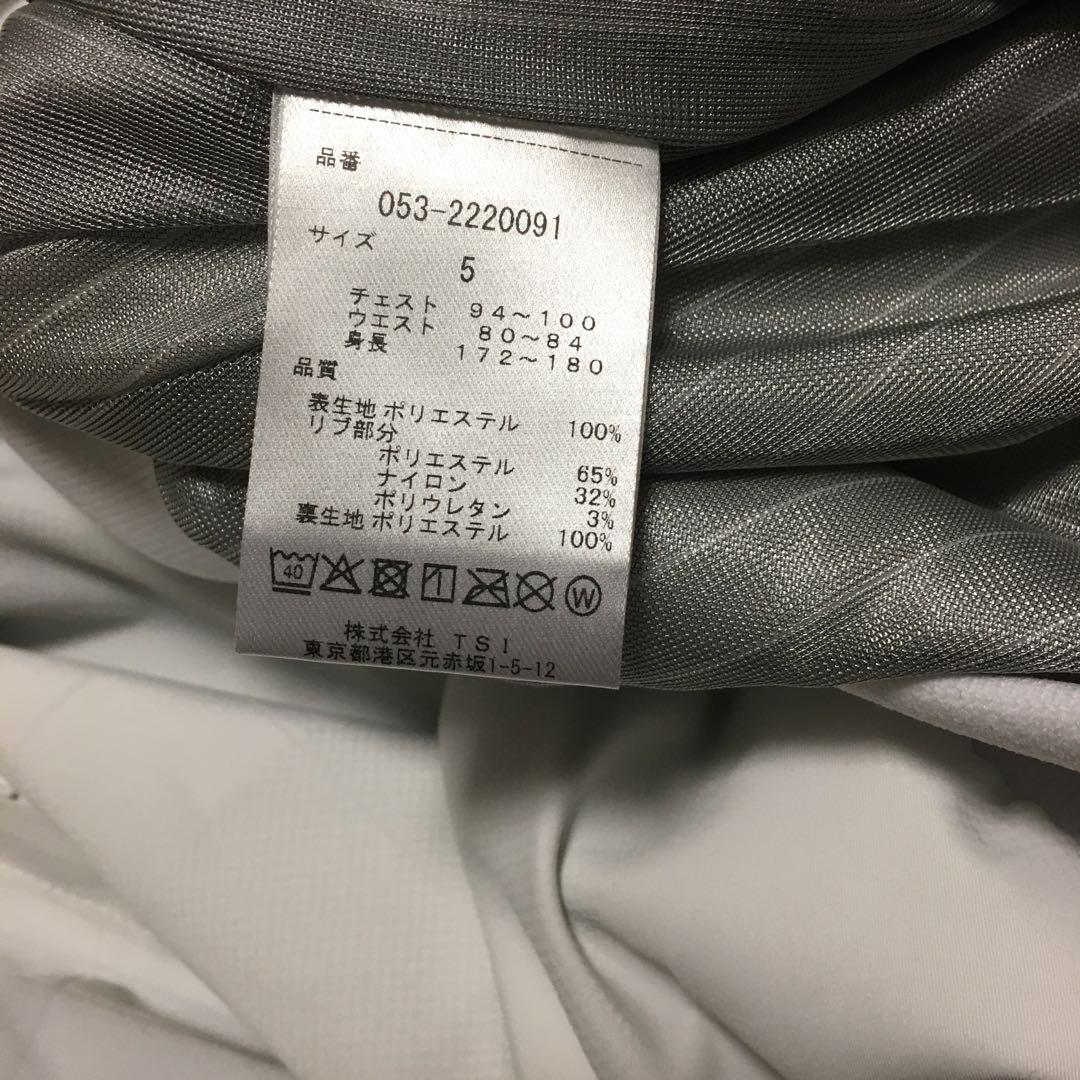 品番
053-2220091
サイズ
5
チェスト 94～100
ウエスト 80～84
身長 172～180
品質
表生地 ポリエステル 100%
リブ部分
ポリエステル 65%
ナイロン 32%
ポリウレタン 3%
裏生地 ポリエステル 100%
40 W
株式会社 TSI
東京都港区元赤坂1-5-12